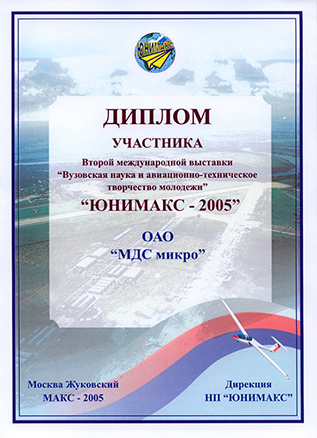 ЮНИМАКС
ДИПЛОМ
УЧАСТНИКА
Второй международной выставки
“Вузовская наука и авиационно-техническое
творчество молодежи”
“ЮНИМАКС - 2005”
ОАО
“МДС микро”
Москва Жуковский
МАКС - 2005
Дирекция
НП “ЮНИМАКС”